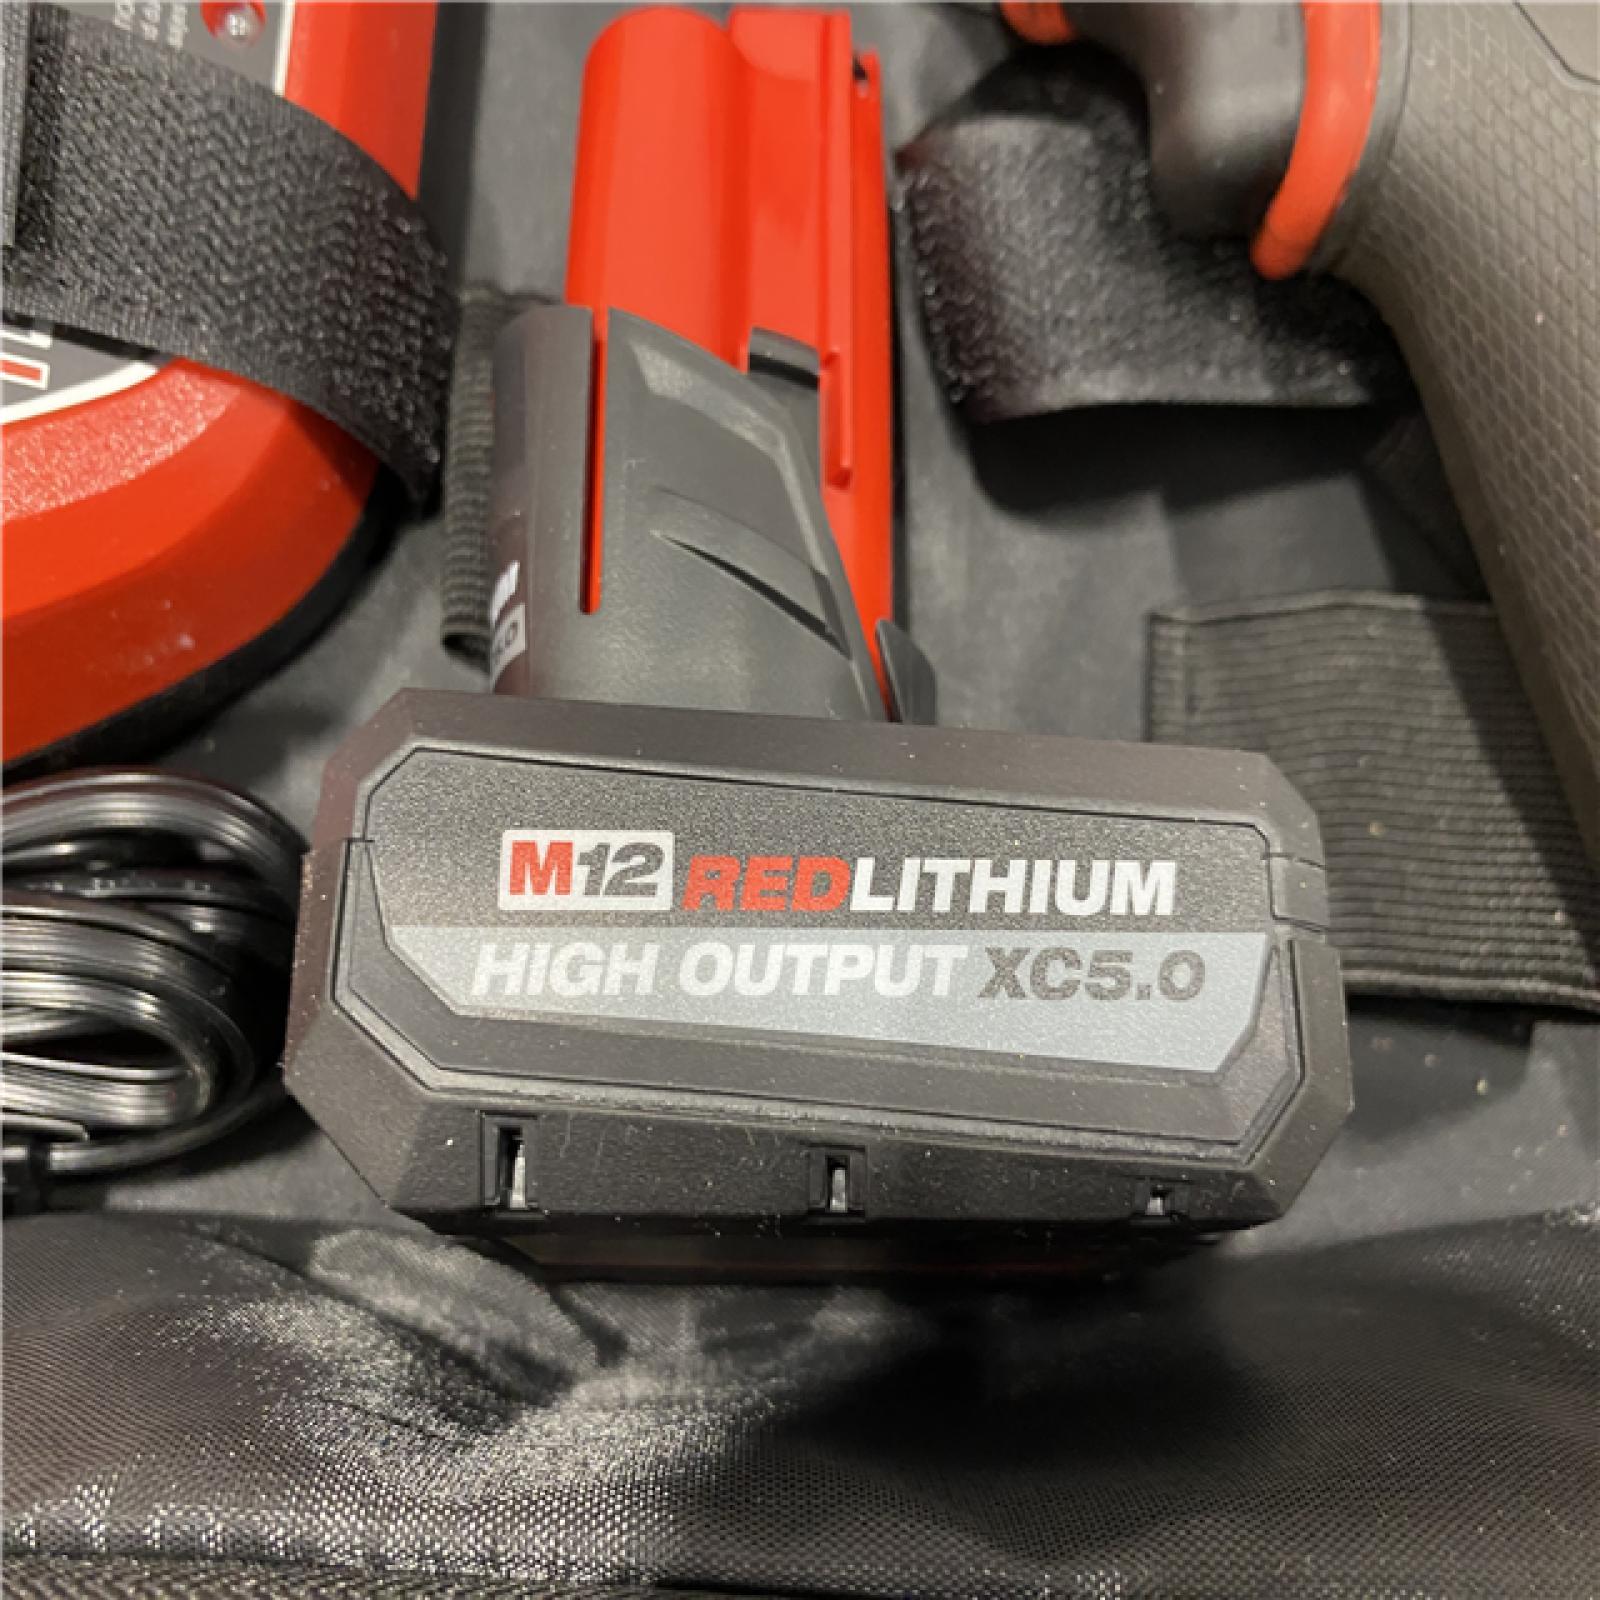 M12 REDLITHIUM
HIGH OUTPUT XC5.0